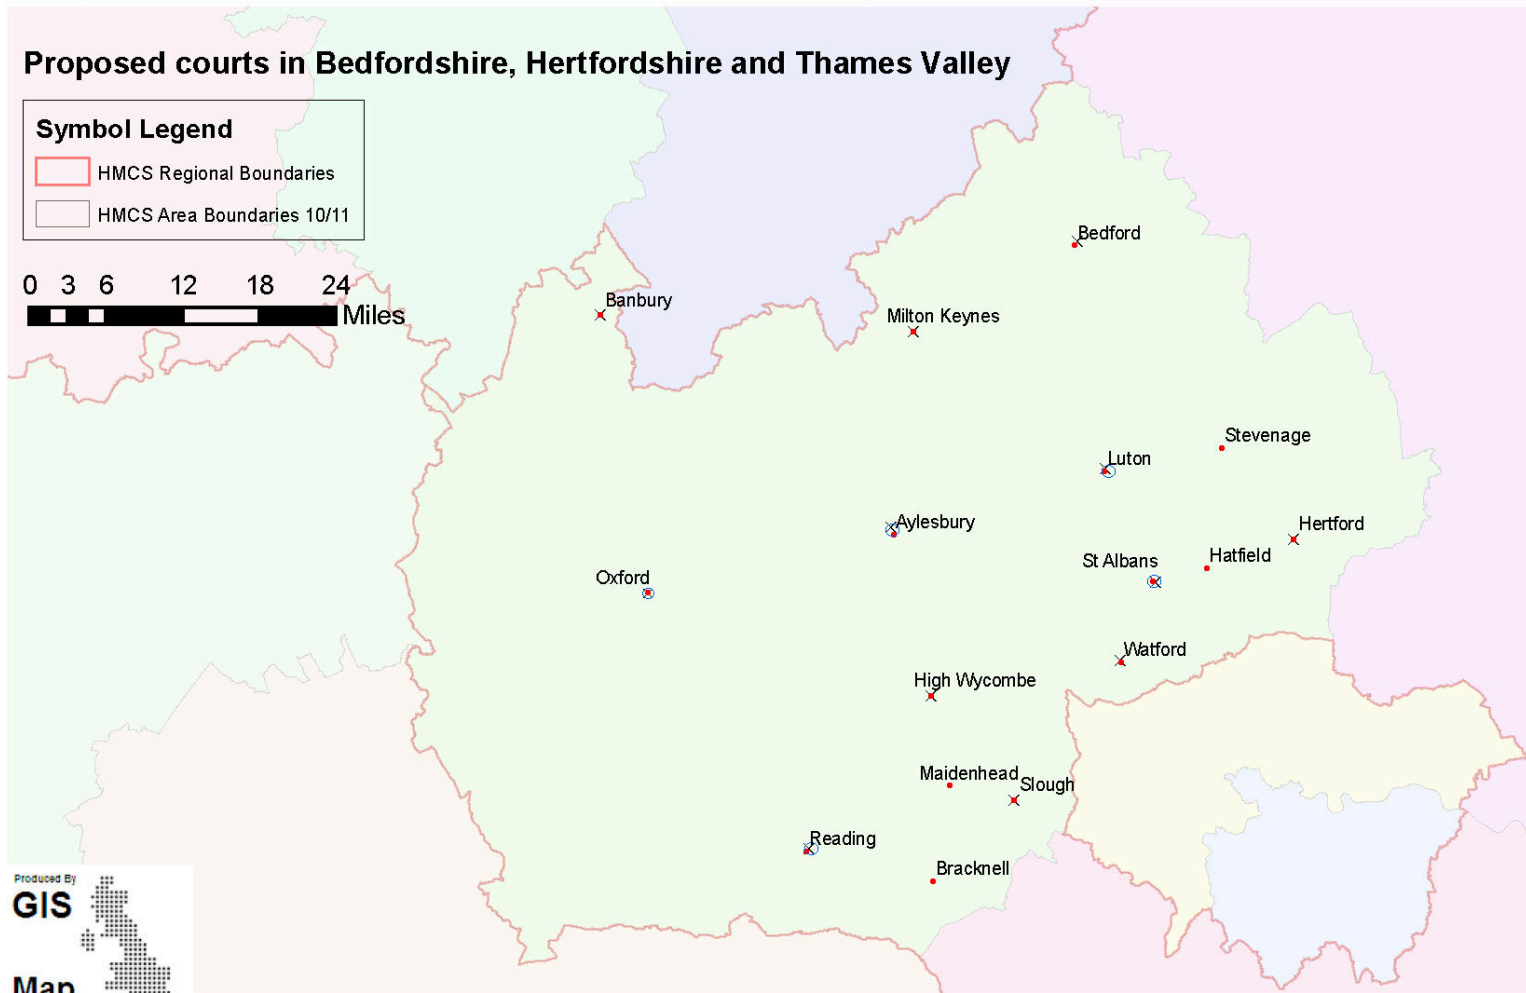 Proposed courts in Bedfordshire, Hertfordshire and Thames Valley
Symbol Legend
HMCS Regional Boundaries
HMCS Area Boundaries 10/11
0 3 6 12 18 24
Miles
Bedford
Banbury
Milton Keynes
Stevenage
Luton
Aylesbury
Hertford
St Albans
Hatfield
Oxford
Watford
High Wycombe
Maidenhead
Slough
Reading
Bracknell
Produced By
GIS
Map